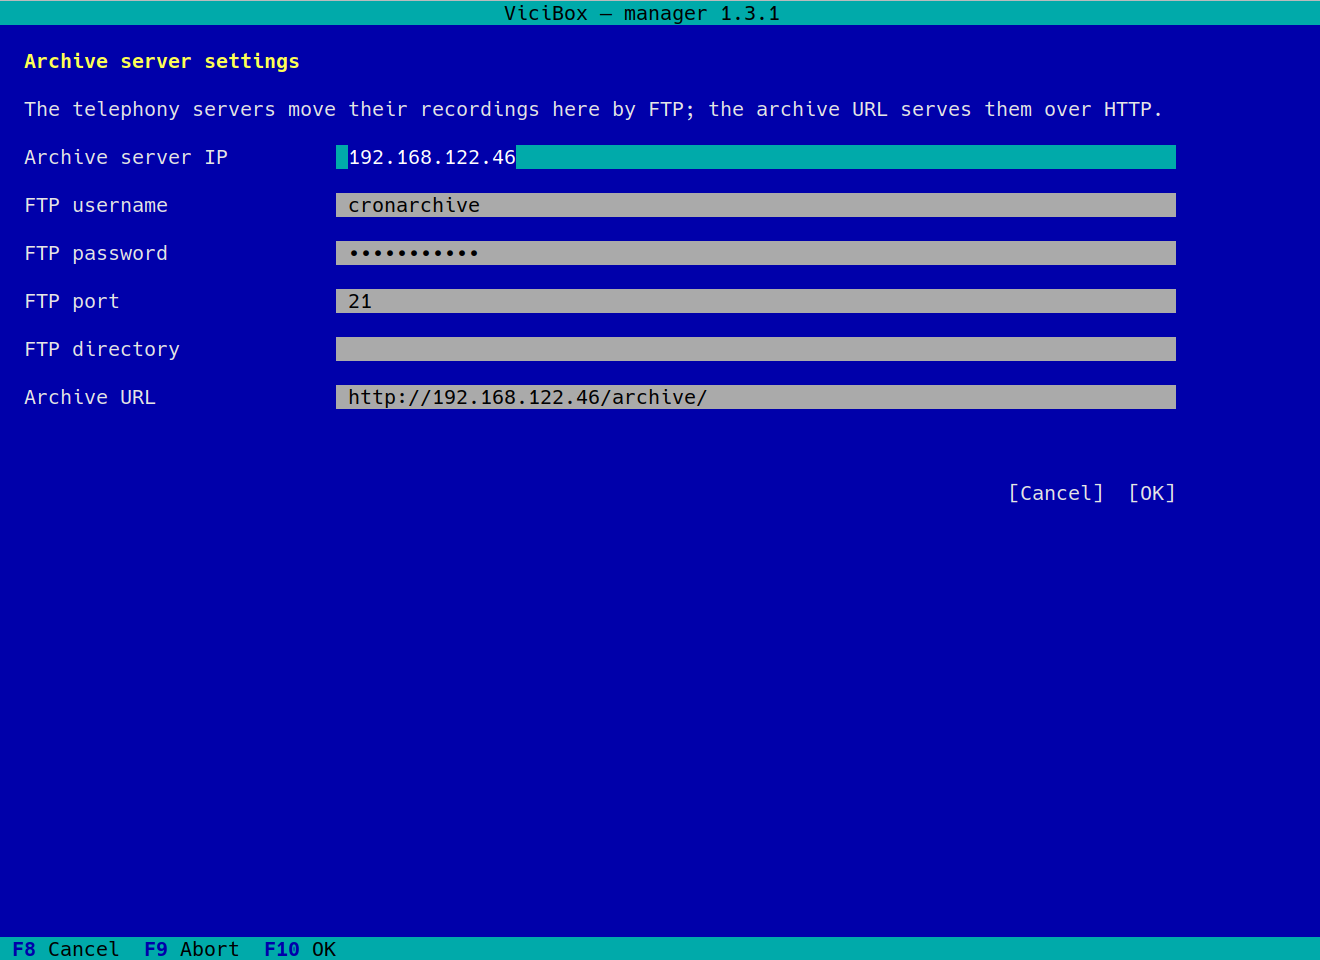 ViciBox — manager 1.3.1
Archive server settings
The telephony servers move their recordings here by FTP; the archive URL serves them over HTTP.
Archive server IP 192.168.122.46
FTP username cronarchive
FTP password •••••••••••
FTP port 21
FTP directory
Archive URL http://192.168.122.46/archive/
[Cancel] [OK]
F8 Cancel F9 Abort F10 OK